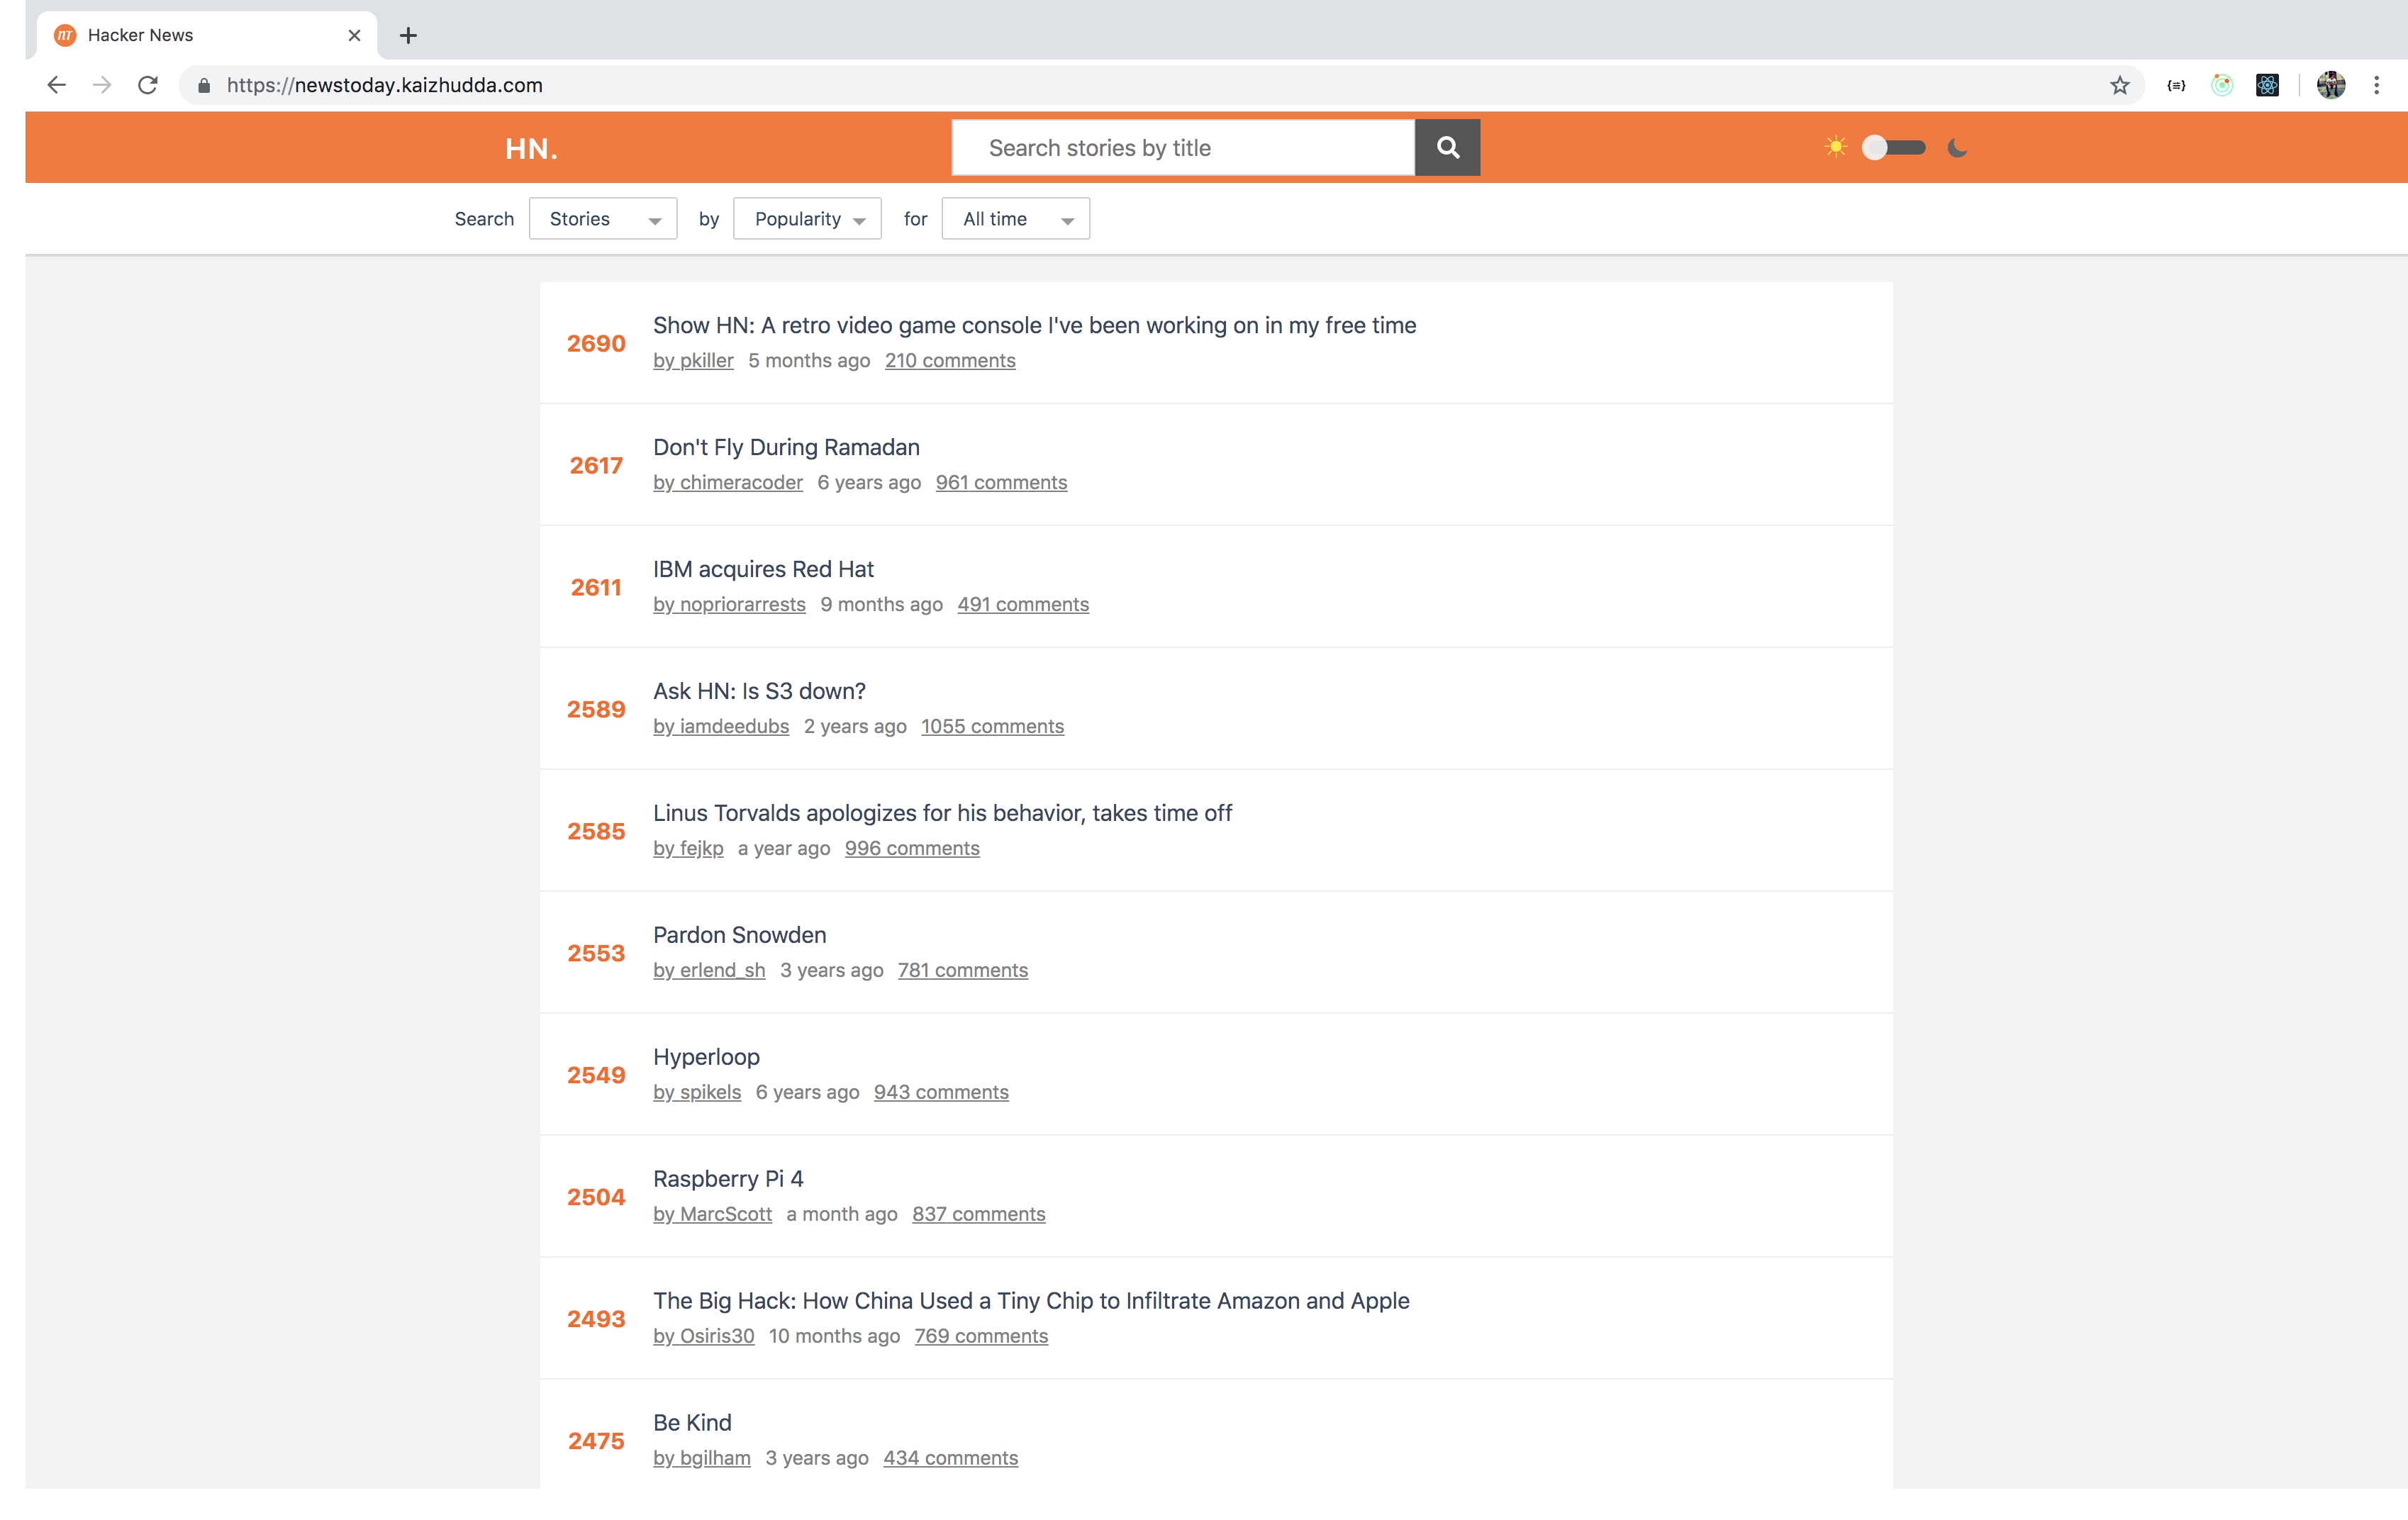 Hacker News
https://newstoday.kaizhudda.com
HN.
Search stories by title
Search Stories by Popularity for All time
2690
Show HN: A retro video game console I've been working on in my free time
by pkiller 5 months ago 210 comments
2617
Don't Fly During Ramadan
by chimeracoder 6 years ago 961 comments
2611
IBM acquires Red Hat
by nopriorarrests 9 months ago 491 comments
2589
Ask HN: Is S3 down?
by iamdeedubs 2 years ago 1055 comments
2585
Linus Torvalds apologizes for his behavior, takes time off
by fejkp a year ago 996 comments
2553
Pardon Snowden
by erlend_sh 3 years ago 781 comments
2549
Hyperloop
by spikels 6 years ago 943 comments
2504
Raspberry Pi 4
by MarcScott a month ago 837 comments
2493
The Big Hack: How China Used a Tiny Chip to Infiltrate Amazon and Apple
by Osiris30 10 months ago 769 comments
2475
Be Kind
by bgilham 3 years ago 434 comments